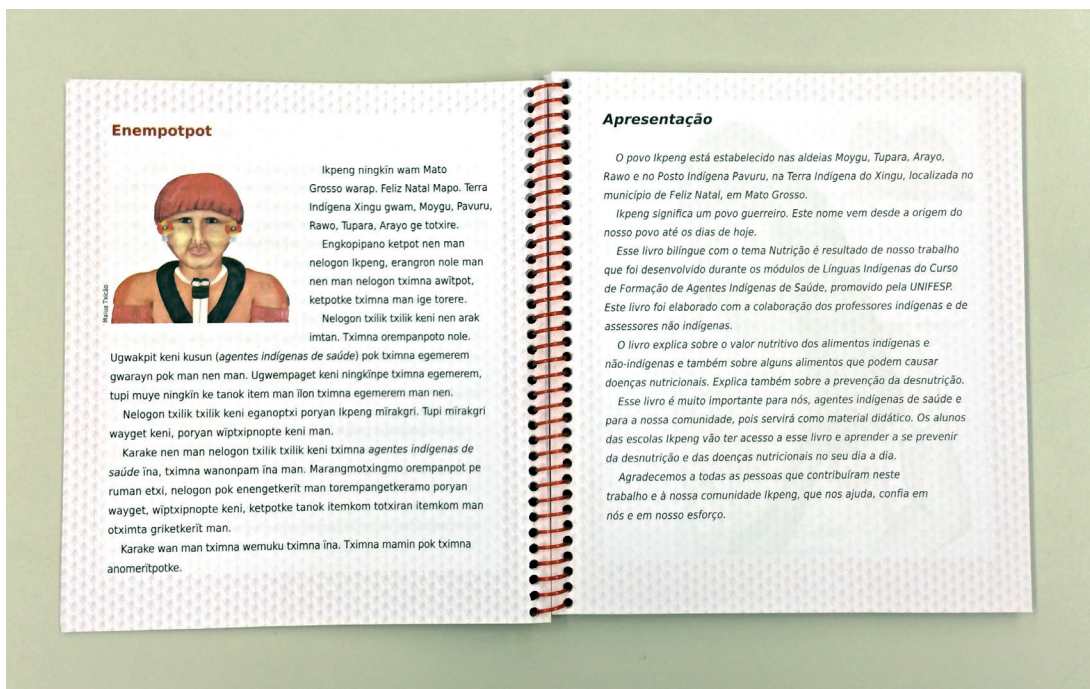 Enempotpot
Ikpeng ningkïn wam Mato
Grosso warap. Feliz Natal Mapo. Terra
Indígena Xingu gwam, Moygu, Pavuru,
Rawo, Tupara, Arayo ge totxire.
Engkopipano ketpot nen man
nelogon Ikpeng, erangron nole man
nen man nelogon tximna awïtpot,
ketpotke tximna man ige torere.
Nelogon txilik txilik keni nen arak
imtan. Tximna orempanpoto nole.
Ugwakpit keni kusun (agentes indígenas de saúde) pok tximna egemerem
gwarayn pok man nen man. Ugwempaget keni ningkïnpe tximna egemerem,
tupi muye ningkïn ke tanok item man ïlon tximna egemerem man nen.
Nelogon txilik txilik keni eganoptxi poryan Ikpeng mïrakgri. Tupi mïrakgri
wayget keni, poryan wïptxipnopte keni man.
Karake nen man nelogon txilik txilik keni tximna agentes indígenas de
saúde ïna, tximna wanonpam ïna man. Marangmotxingmo orempanpot pe
ruman etxi, nelogon pok enengetkerït man torempangetkeramo poryan
wayget, wïptxipnopte keni, ketpotke tanok itemkom totxiran itemkom man
otximta griketkerït man.
Karake wan man tximna wemuku tximna ïna. Tximna mamin pok tximna
anomerïtpotke.
Maiua Txicão
Apresentação
O povo Ikpeng está estabelecido nas aldeias Moygu, Tupara, Arayo,
Rawo e no Posto Indígena Pavuru, na Terra Indígena do Xingu, localizada no
município de Feliz Natal, em Mato Grosso.
Ikpeng significa um povo guerreiro. Este nome vem desde a origem do
nosso povo até os dias de hoje.
Esse livro bilíngue com o tema Nutrição é resultado de nosso trabalho
que foi desenvolvido durante os módulos de Línguas Indígenas do Curso
de Formação de Agentes Indígenas de Saúde, promovido pela UNIFESP.
Este livro foi elaborado com a colaboração dos professores indígenas e de
assessores não indígenas.
O livro explica sobre o valor nutritivo dos alimentos indígenas e
não-indígenas e também sobre alguns alimentos que podem causar
doenças nutricionais. Explica também sobre a prevenção da desnutrição.
Esse livro é muito importante para nós, agentes indígenas de saúde e
para a nossa comunidade, pois servirá como material didático. Os alunos
das escolas Ikpeng vão ter acesso a esse livro e aprender a se prevenir
da desnutrição e das doenças nutricionais no seu dia a dia.
Agradecemos a todas as pessoas que contribuíram neste
trabalho e à nossa comunidade Ikpeng, que nos ajuda, confia em
nós e em nosso esforço.